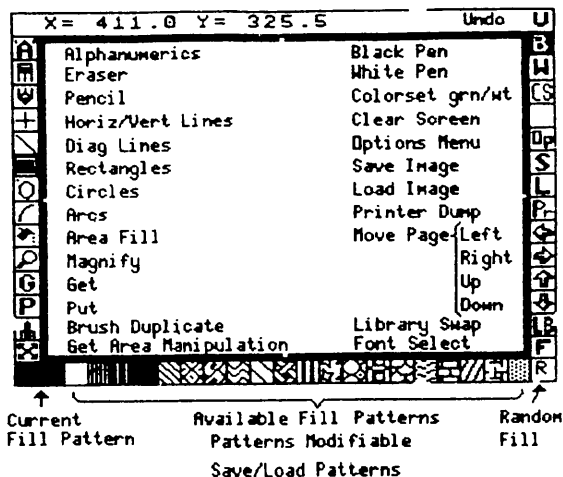 X= 411.0 Y= 325.5 Undo U
A Alphanumerics Black Pen B
Eraser White Pen W
Pencil Colorset grn/wt CS
Horiz/Vert Lines Clear Screen
Diag Lines Options Menu Op
Rectangles Save Image S
Circles Load Image L
Arcs Printer Dump Pr
Area Fill Move Page Left
Magnify Right
G Get Up
P Put Down
Brush Duplicate Library Swap LB
Get Area Manipulation Font Select F
R
Current Available Fill Patterns Random
Fill Pattern Patterns Modifiable Fill
Save/Load Patterns